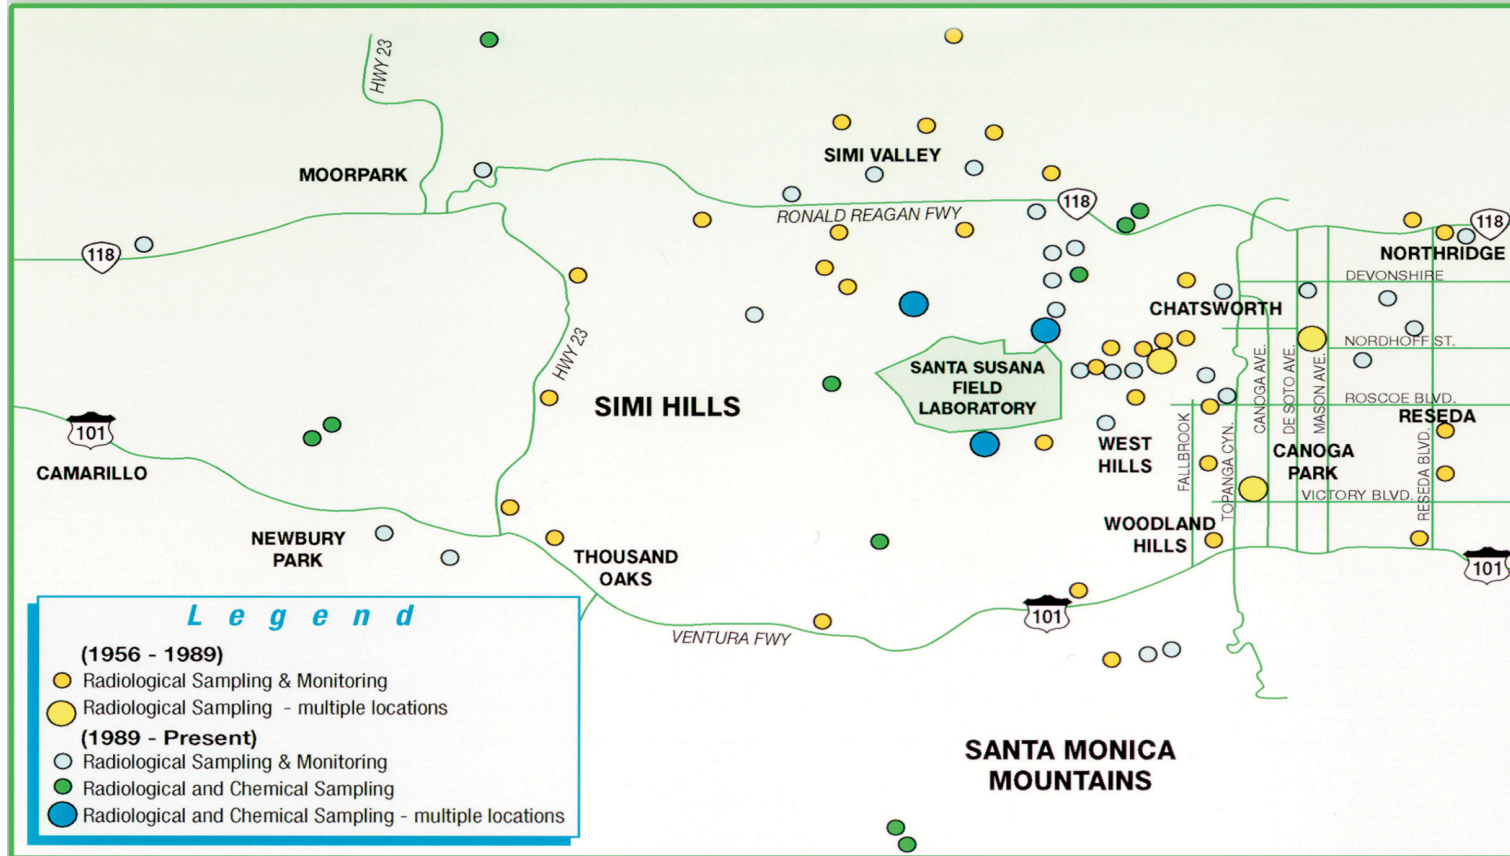 HWY 23
MOORPARK
SIMI VALLEY
118
RONALD REAGAN FWY
118
118
NORTHRIDGE
DEVONSHIRE
CHATSWORTH
HWY 23
NORDHOFF ST.
SANTA SUSANA
FIELD
LABORATORY
SIMI HILLS
CANOGA AVE.
DE SOTO AVE.
MASON AVE.
ROSCOE BLVD.
RESEDA
101
CAMARILLO
WEST
HILLS
FALLBROOK
TOPANGA CYN.
CANOGA
PARK
RESEDA BLVD.
VICTORY BLVD.
NEWBURY
PARK
WOODLAND
HILLS
THOUSAND
OAKS
101
101
VENTURA FWY
SANTA MONICA
MOUNTAINS
Legend
(1956 - 1989)
Radiological Sampling & Monitoring
Radiological Sampling - multiple locations
(1989 - Present)
Radiological Sampling & Monitoring
Radiological and Chemical Sampling
Radiological and Chemical Sampling - multiple locations